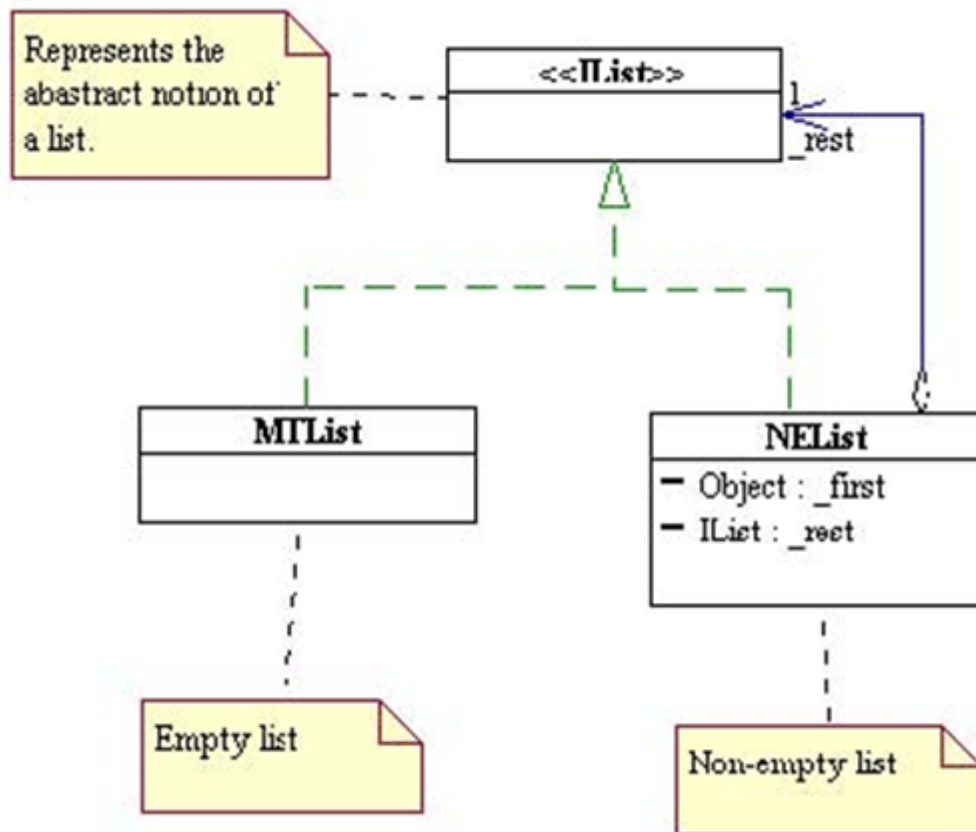 Represents the
abastract notion of
a list.
<<IList>>
1
_rest
MTList
NEList
- Object : _first
- IList : _rest
Empty list
Non-empty list